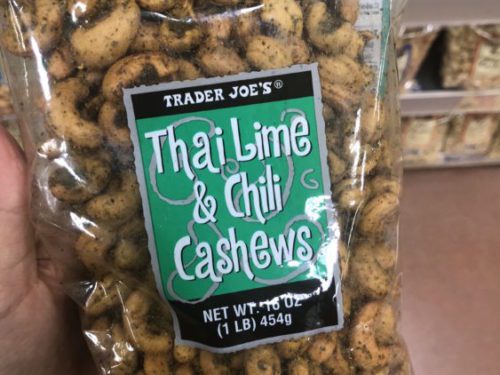 TRADER JOE'S®
Thai Lime
& Chili
Cashews
NET WT. 16 OZ
(1 LB) 454g